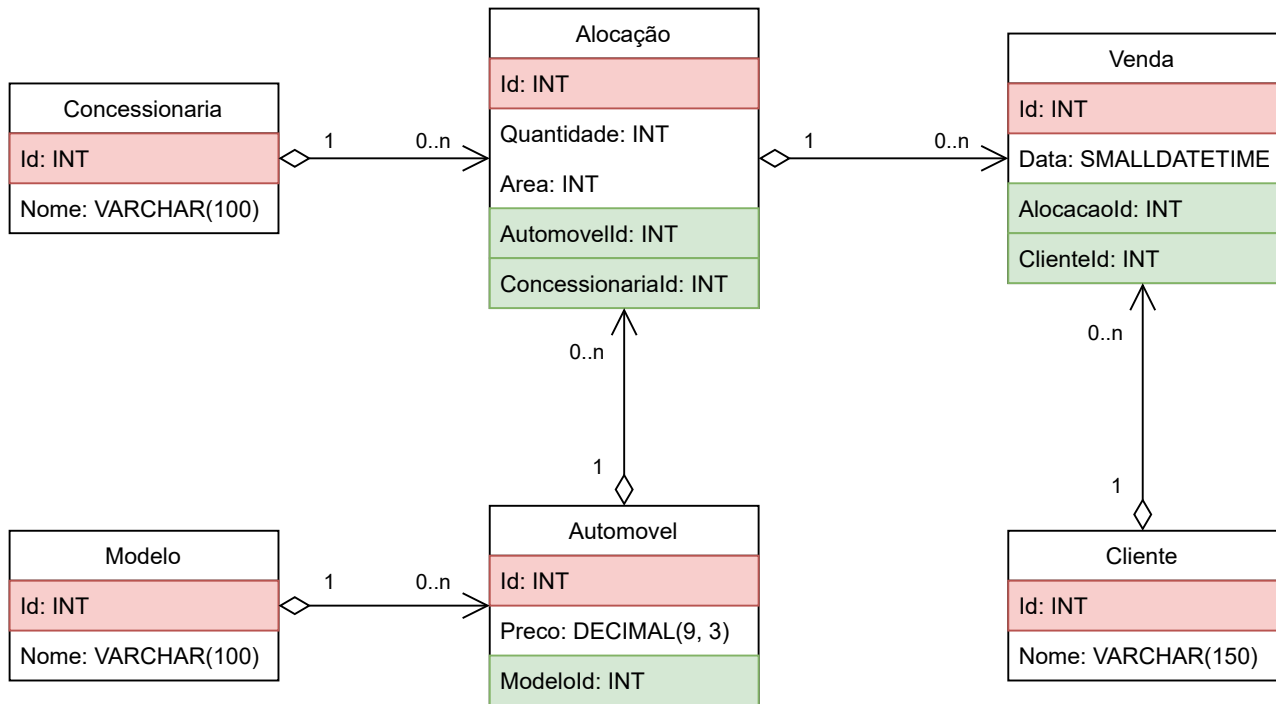 Concessionaria
Id: INT
Nome: VARCHAR(100)
1
0..n
Alocação
Id: INT
Quantidade: INT
Area: INT
AutomovelId: INT
ConcessionariaId: INT
1
0..n
Venda
Id: INT
Data: SMALLDATETIME
AlocacaoId: INT
ClienteId: INT
0..n
1
0..n
1
Modelo
Id: INT
Nome: VARCHAR(100)
1
0..n
Automovel
Id: INT
Preco: DECIMAL(9, 3)
ModeloId: INT
Cliente
Id: INT
Nome: VARCHAR(150)